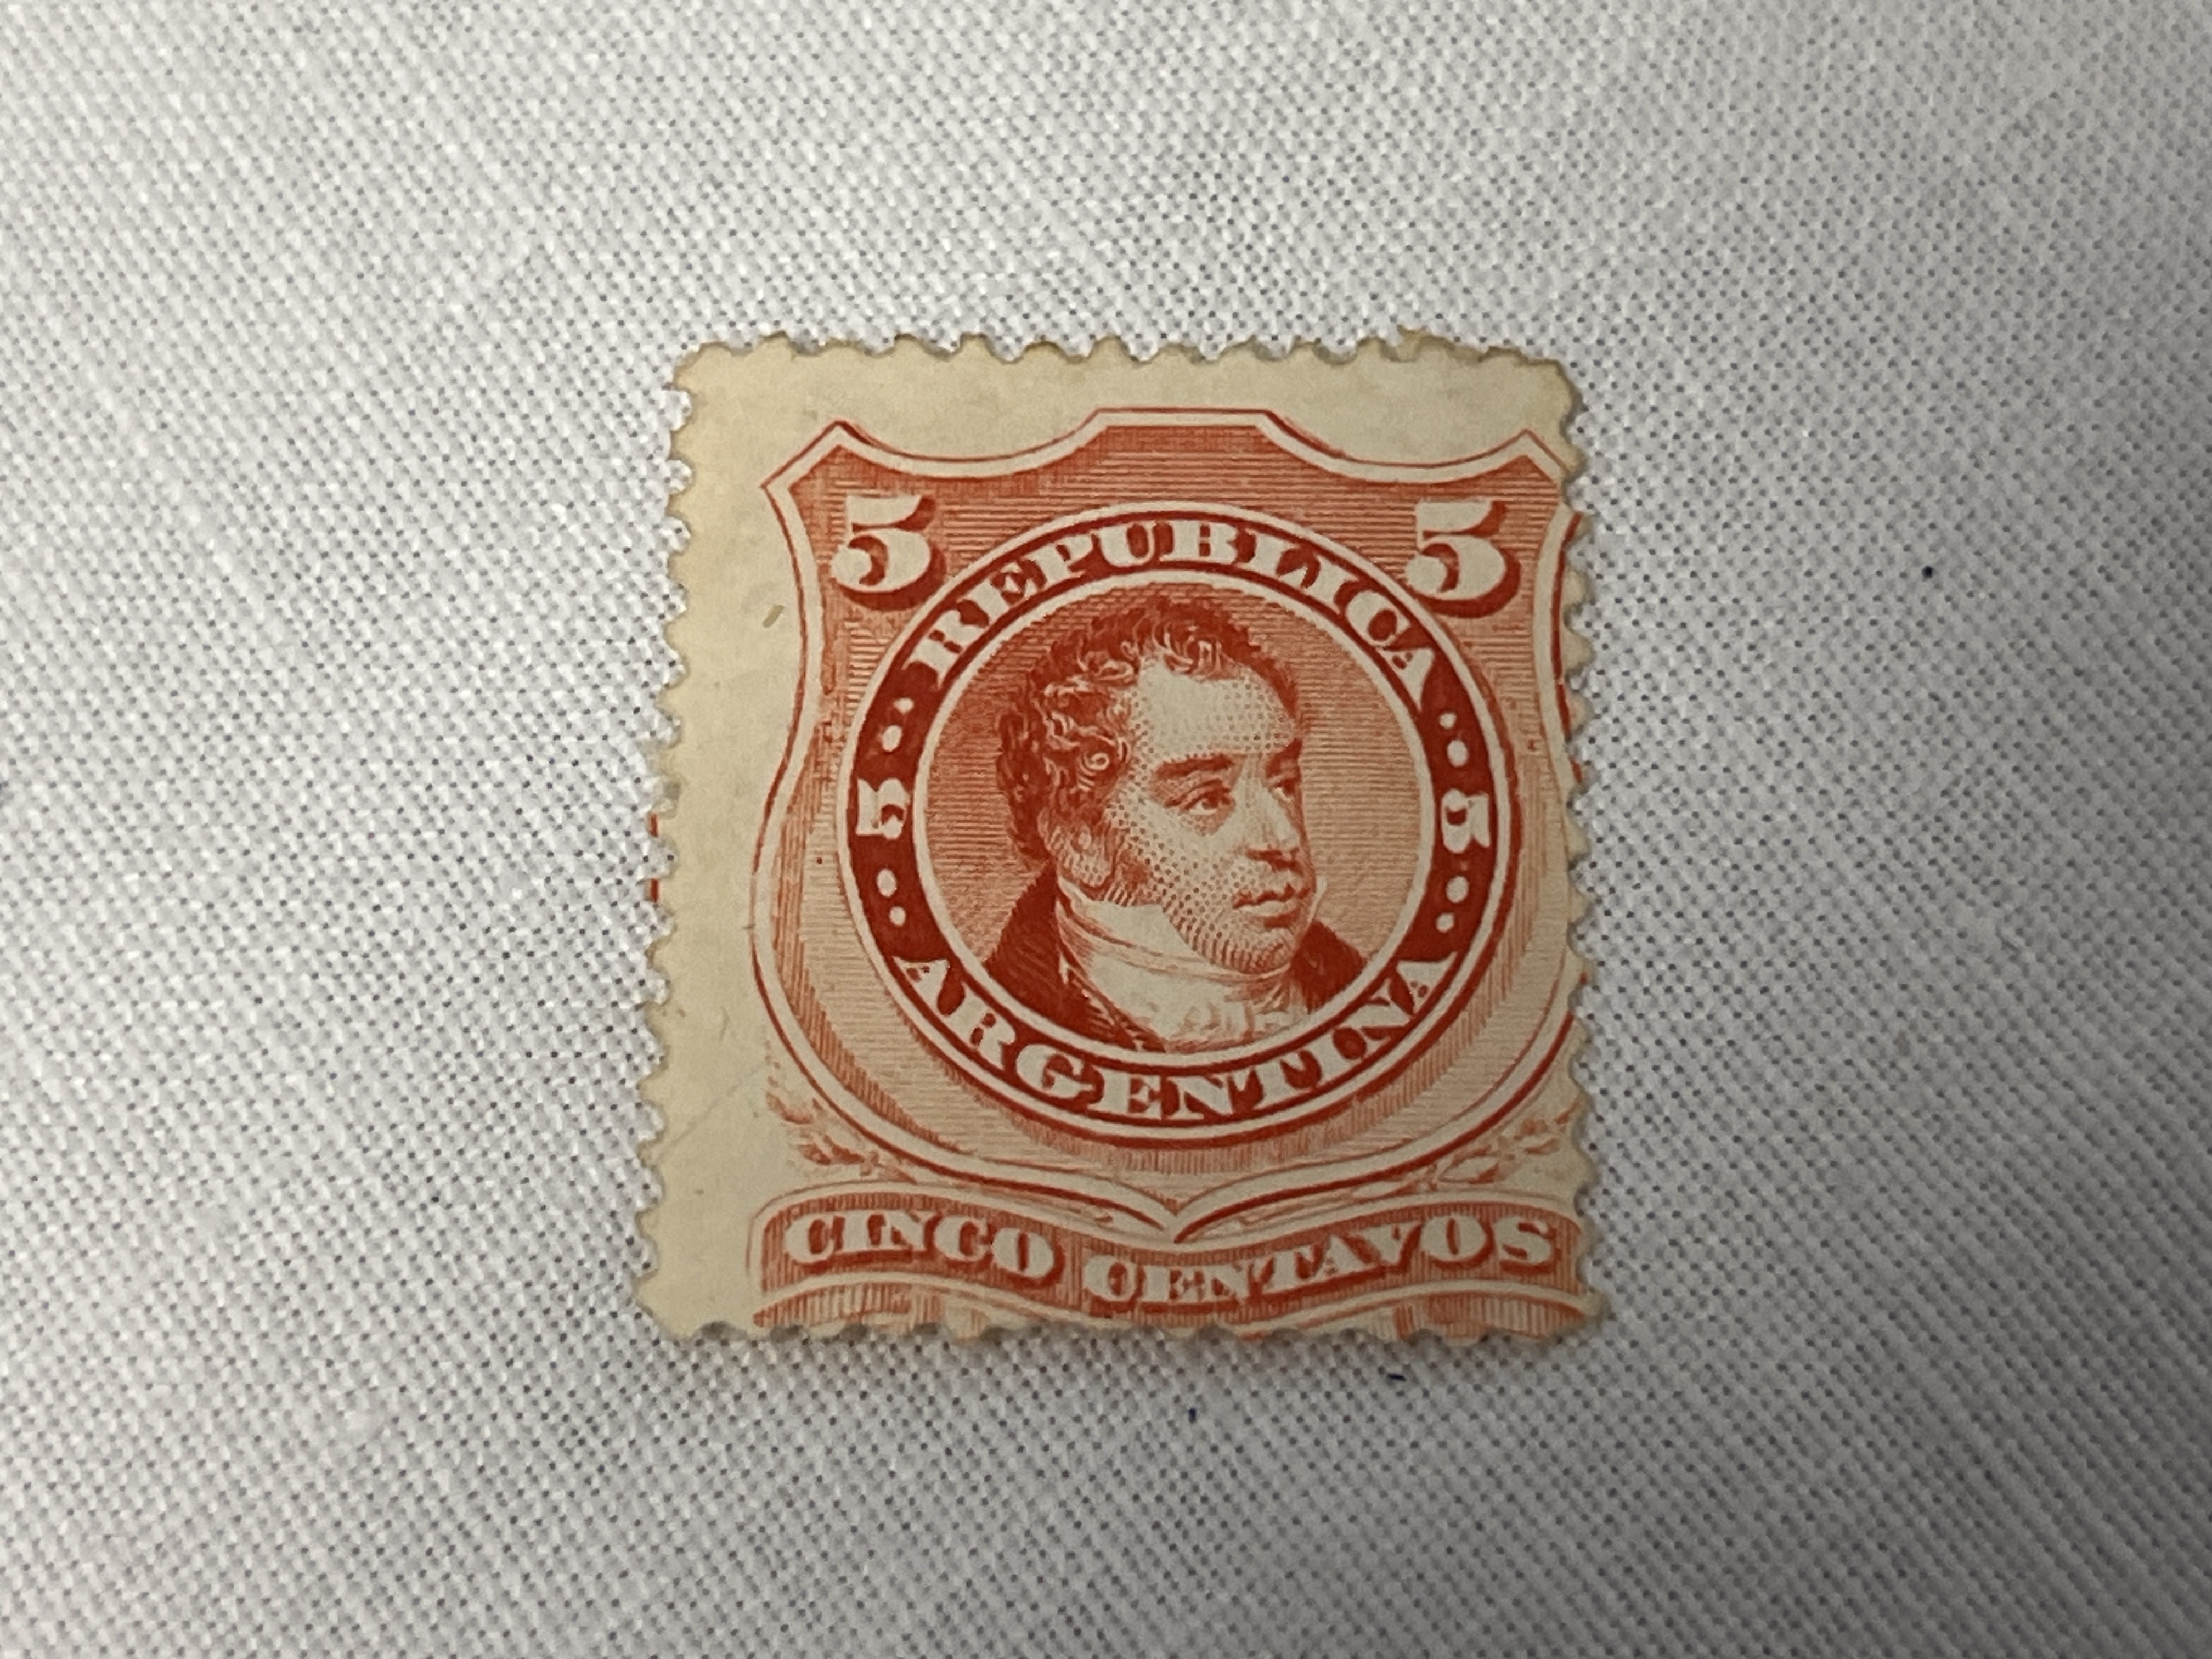 5 5
REPUBLICA
5 5
ARGENTINA
CINCO CENTAVOS